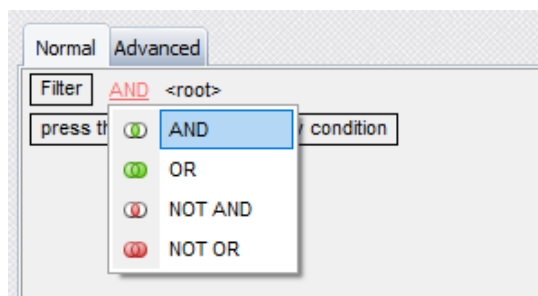 Normal Advanced
Filter AND <root>
press th condition
AND
OR
NOT AND
NOT OR